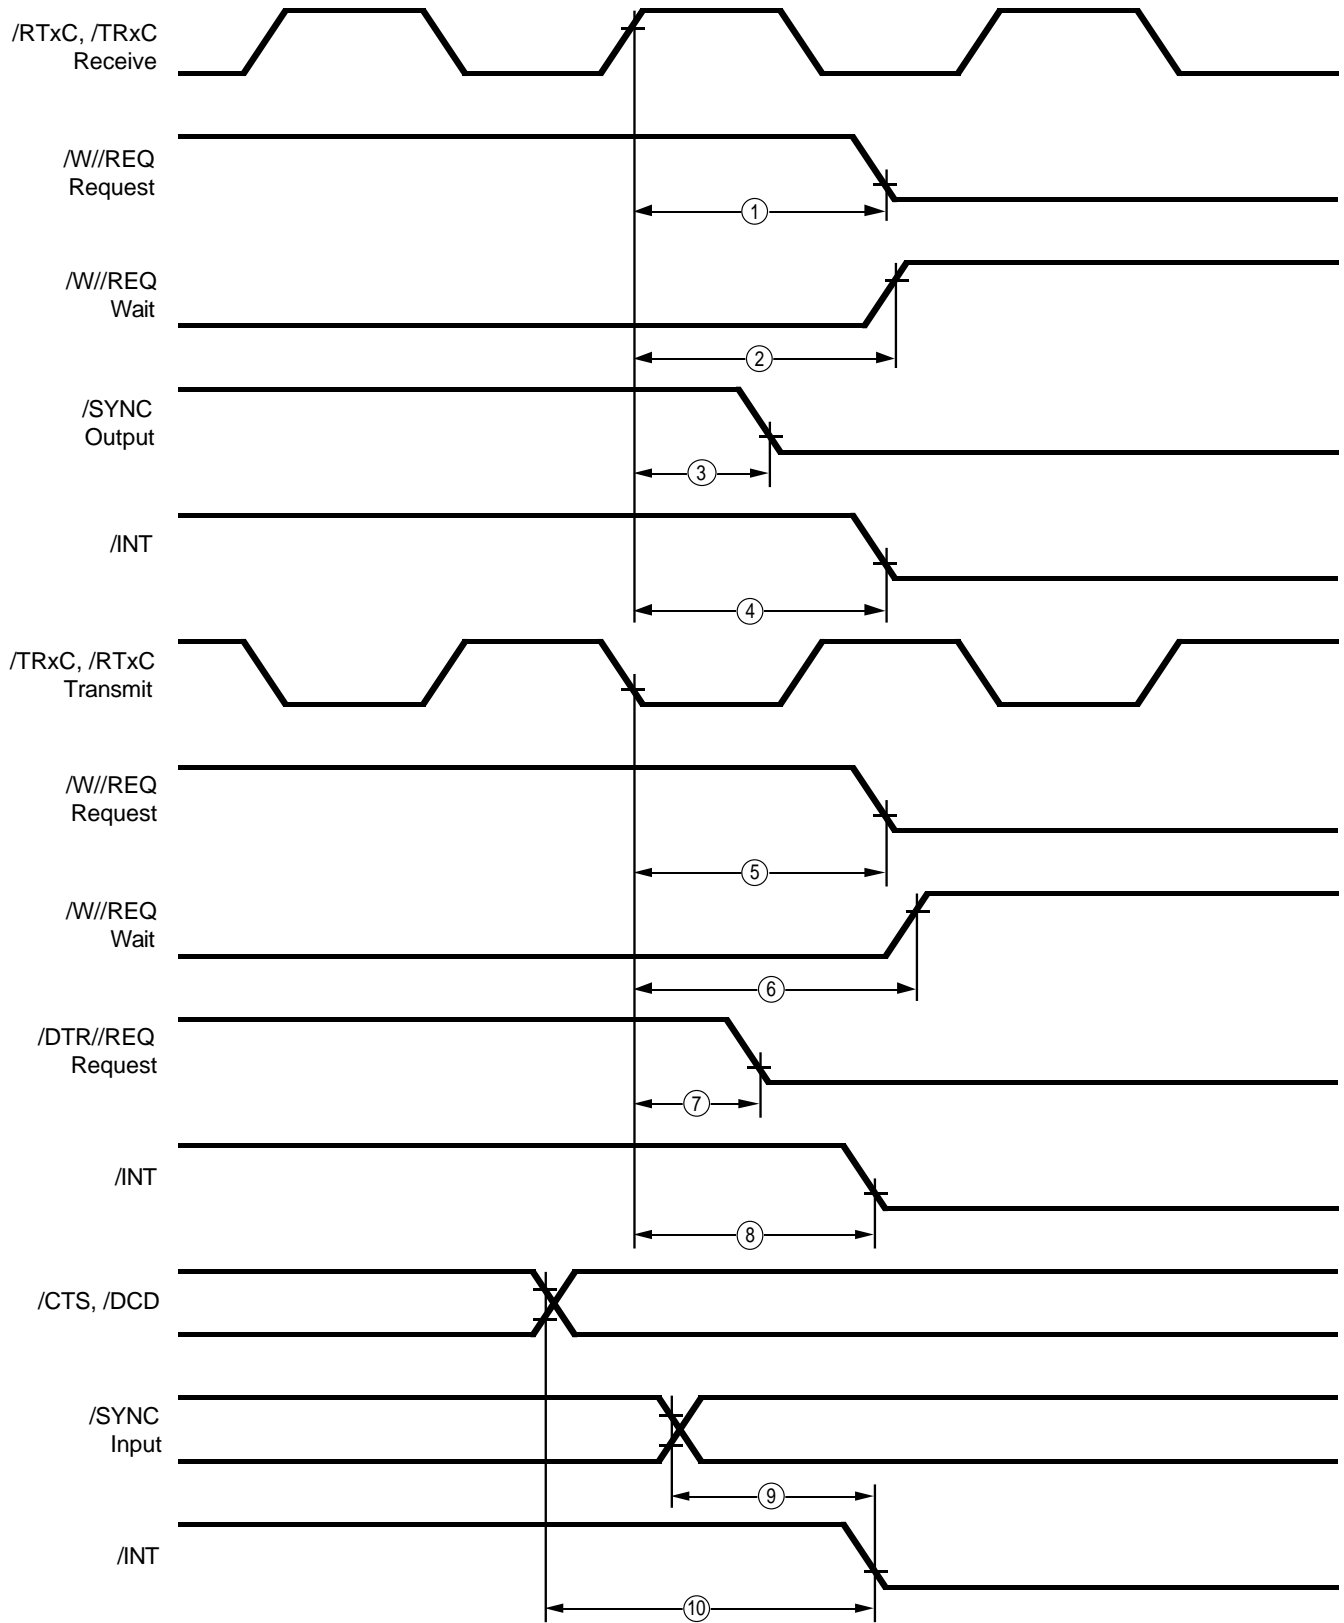 /RTxC, /TRxC
Receive
/W//REQ
Request
1
/W//REQ
Wait
2
/SYNC
Output
3
/INT
4
/TRxC, /RTxC
Transmit
/W//REQ
Request
5
/W//REQ
Wait
6
/DTR//REQ
Request
7
/INT
8
/CTS, /DCD
/SYNC
Input
9
/INT
10